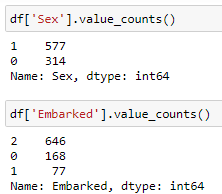 df['Sex'].value_counts()
1    577
0    314
Name: Sex, dtype: int64
df['Embarked'].value_counts()
2    646
0    168
1     77
Name: Embarked, dtype: int64